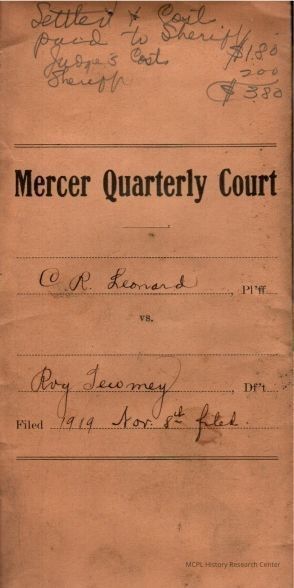 Settled & Cost
paid to Sheriff
Judge's Cost $1.80
Sheriff 2 00
$3 80
Mercer Quarterly Court
C. R. Leonard, Pl'ff
vs.
Roy , Df't
Filed 1919 Nov. 8th filed.
MCPL History Research Center